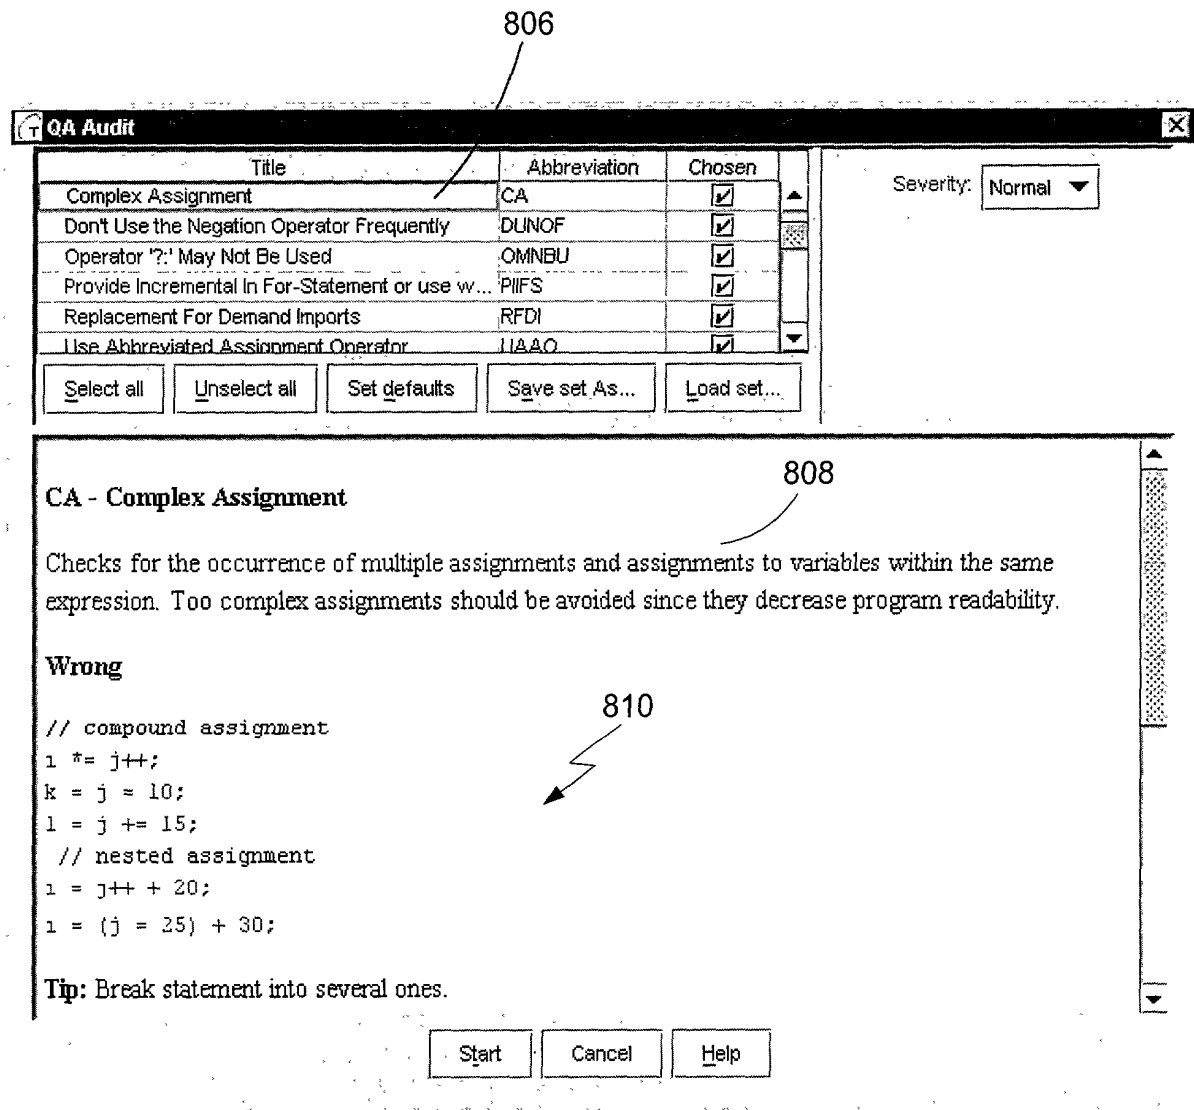 806
T QA Audit
Title Abbreviation Chosen
Complex Assignment CA
Don't Use the Negation Operator Frequently DUNOF
Operator '?:' May Not Be Used OMNBU
Provide Incremental In For-Statement or use w... PIIFS
Replacement For Demand Imports RFDI
Use Abbreviated Assignment Operator UAAO
Severity: Normal
Select all Unselect all Set defaults Save set As... Load set...
808
CA - Complex Assignment
Checks for the occurrence of multiple assignments and assignments to variables within the same
expression. Too complex assignments should be avoided since they decrease program readability.
Wrong
810
// compound assignment
i *= j++;
k = j = 10;
l = j += 15;
// nested assignment
i = j++ + 20;
i = (j = 25) + 30;
Tip: Break statement into several ones.
Start Cancel Help